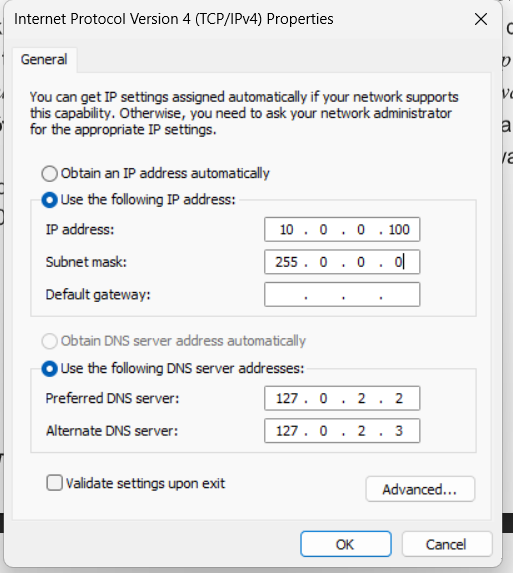 Internet Protocol Version 4 (TCP/IPv4) Properties
General
You can get IP settings assigned automatically if your network supports
this capability. Otherwise, you need to ask your network administrator
for the appropriate IP settings.
Obtain an IP address automatically
Use the following IP address:
IP address: 10 . 0 . 0 . 100
Subnet mask: 255 . 0 . 0 . 0
Default gateway: . . .
Obtain DNS server address automatically
Use the following DNS server addresses:
Preferred DNS server: 127 . 0 . 2 . 2
Alternate DNS server: 127 . 0 . 2 . 3
Validate settings upon exit
Advanced...
OK Cancel